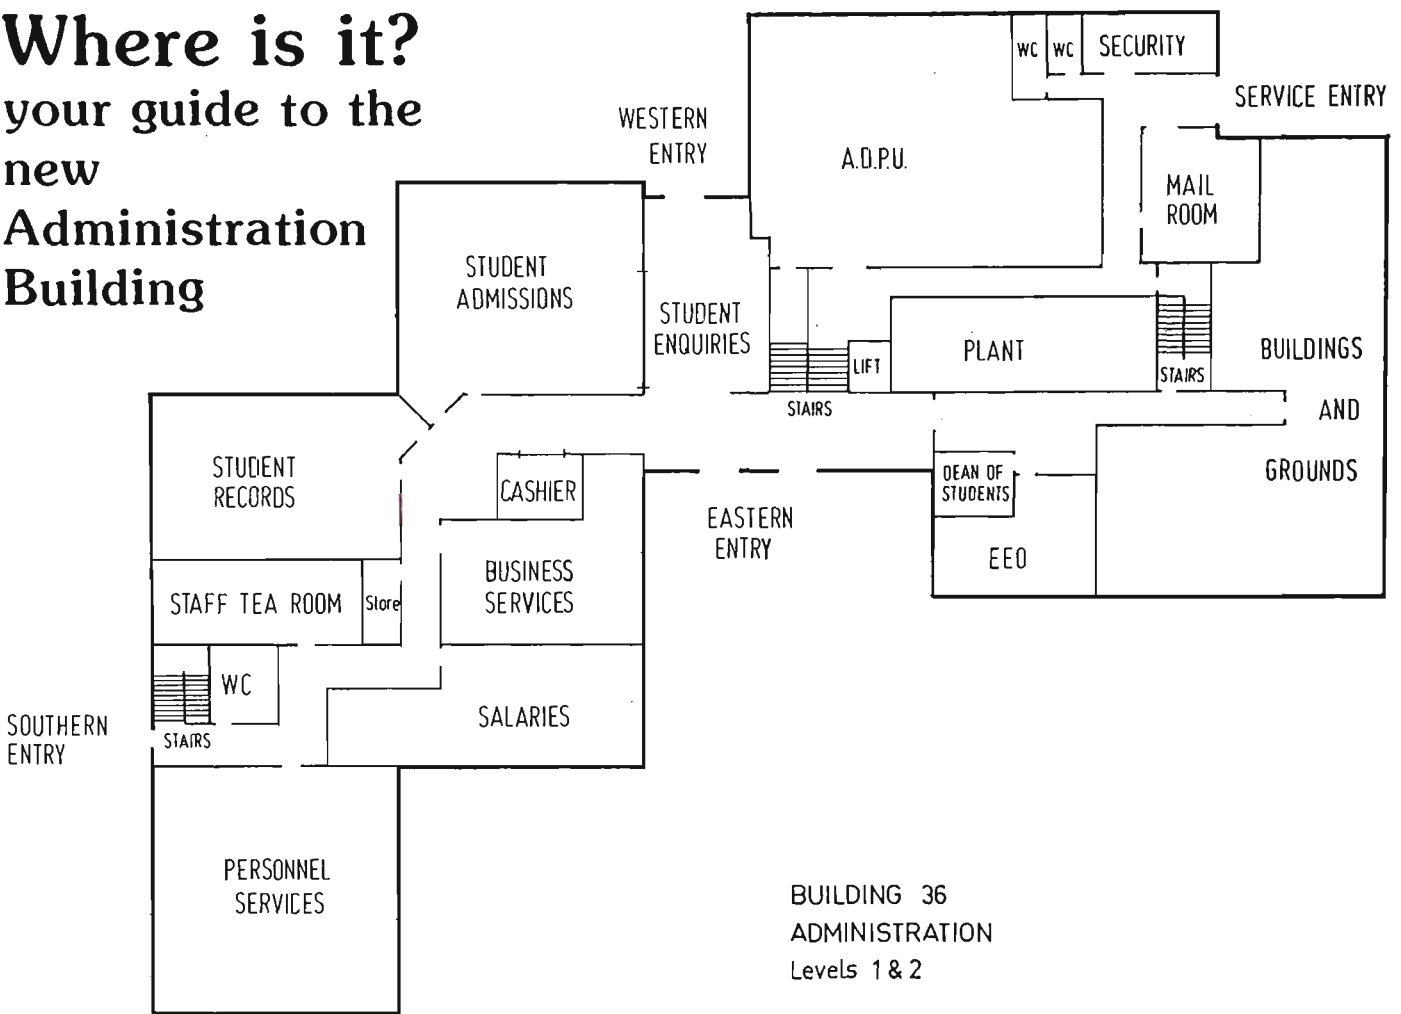 Where is it?
your guide to the
new
Administration
Building
WC
WC
SECURITY
SERVICE ENTRY
WESTERN
ENTRY
A.D.P.U.
MAIL
ROOM
STUDENT
ADMISSIONS
STUDENT
ENQUIRIES
LIFT
PLANT
STAIRS
STAIRS
BUILDINGS
AND
GROUNDS
STUDENT
RECORDS
CASHIER
DEAN OF
STUDENTS
EASTERN
ENTRY
EEO
BUSINESS
SERVICES
STAFF TEA ROOM
Store
WC
SALARIES
SOUTHERN
ENTRY
STAIRS
PERSONNEL
SERVICES
BUILDING 36
ADMINISTRATION
Levels 1 & 2